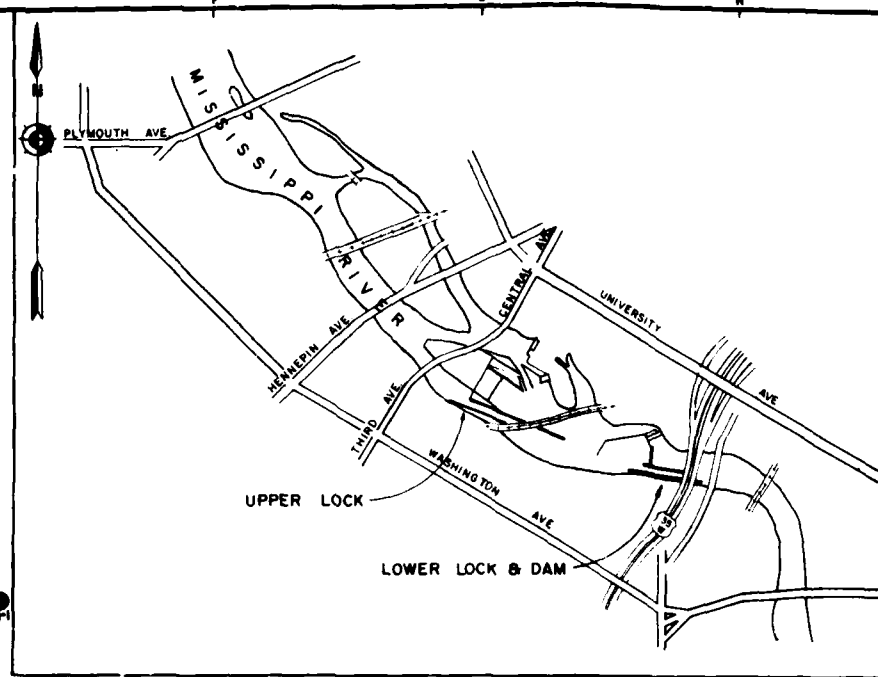 N
PLYMOUTH AVE
MISSISSIPPI
RIVER
HENNEPIN AVE
CENTRAL AVE
UNIVERSITY AVE
THIRD AVE
WASHINGTON AVE
UPPER LOCK
35
W
LOWER LOCK & DAM